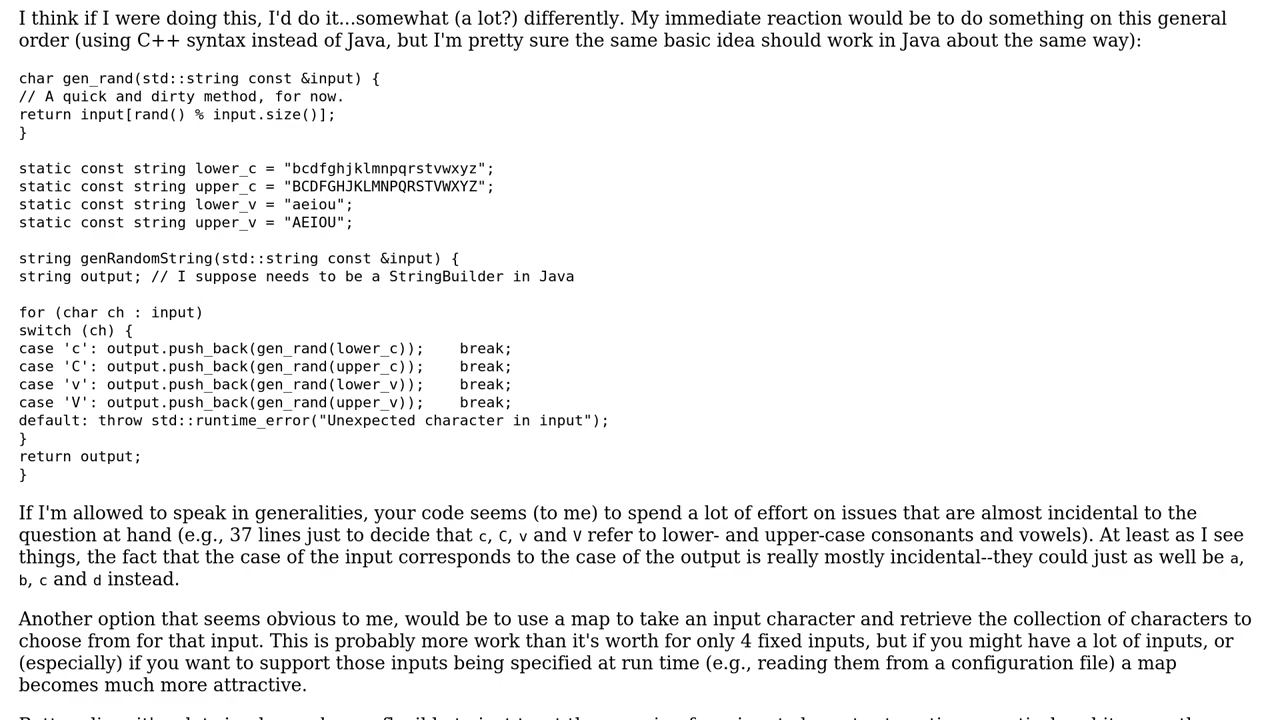 I think if I were doing this, I'd do it...somewhat (a lot?) differently. My immediate reaction would be to do something on this general
order (using C++ syntax instead of Java, but I'm pretty sure the same basic idea should work in Java about the same way):
char gen_rand(std::string const &input) {
// A quick and dirty method, for now.
return input[rand() % input.size()];
}
static const string lower_c = "bcdfghjklmnpqrstvwxyz";
static const string upper_c = "BCDFGHJKLMNPQRSTVWXYZ";
static const string lower_v = "aeiou";
static const string upper_v = "AEIOU";
string genRandomString(std::string const &input) {
string output; // I suppose needs to be a StringBuilder in Java
for (char ch : input)
switch (ch) {
case 'c': output.push_back(gen_rand(lower_c));    break;
case 'C': output.push_back(gen_rand(upper_c));    break;
case 'v': output.push_back(gen_rand(lower_v));    break;
case 'V': output.push_back(gen_rand(upper_v));    break;
default: throw std::runtime_error("Unexpected character in input");
}
return output;
}
If I'm allowed to speak in generalities, your code seems (to me) to spend a lot of effort on issues that are almost incidental to the
question at hand (e.g., 37 lines just to decide that c, C, v and V refer to lower- and upper-case consonants and vowels). At least as I see
things, the fact that the case of the input corresponds to the case of the output is really mostly incidental--they could just as well be a,
b, c and d instead.
Another option that seems obvious to me, would be to use a map to take an input character and retrieve the collection of characters to
choose from for that input. This is probably more work than it's worth for only 4 fixed inputs, but if you might have a lot of inputs, or
(especially) if you want to support those inputs being specified at run time (e.g., reading them from a configuration file) a map
becomes much more attractive.